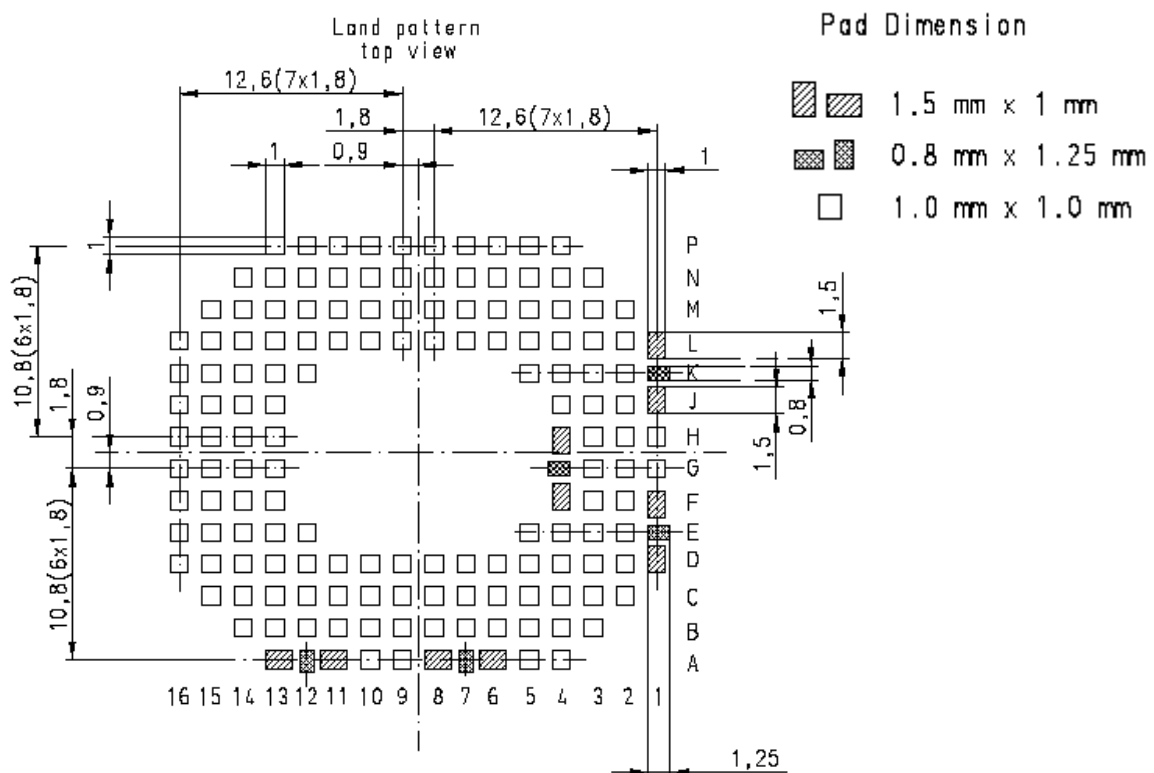 Land pattern
top view
Pad Dimension
12,6(7x1,8)
1,8
12,6(7x1,8)
1
0,9
1
1.5 mm x 1 mm
0.8 mm x 1.25 mm
1.0 mm x 1.0 mm
1
10,8(6x1,8)
1,8
0,9
10,8(6x1,8)
P
N
M
L
K
J
H
G
F
E
D
C
B
A
1,5
0,8
1,5
16 15 14 13 12 11 10 9 8 7 6 5 4 3 2 1
1,25